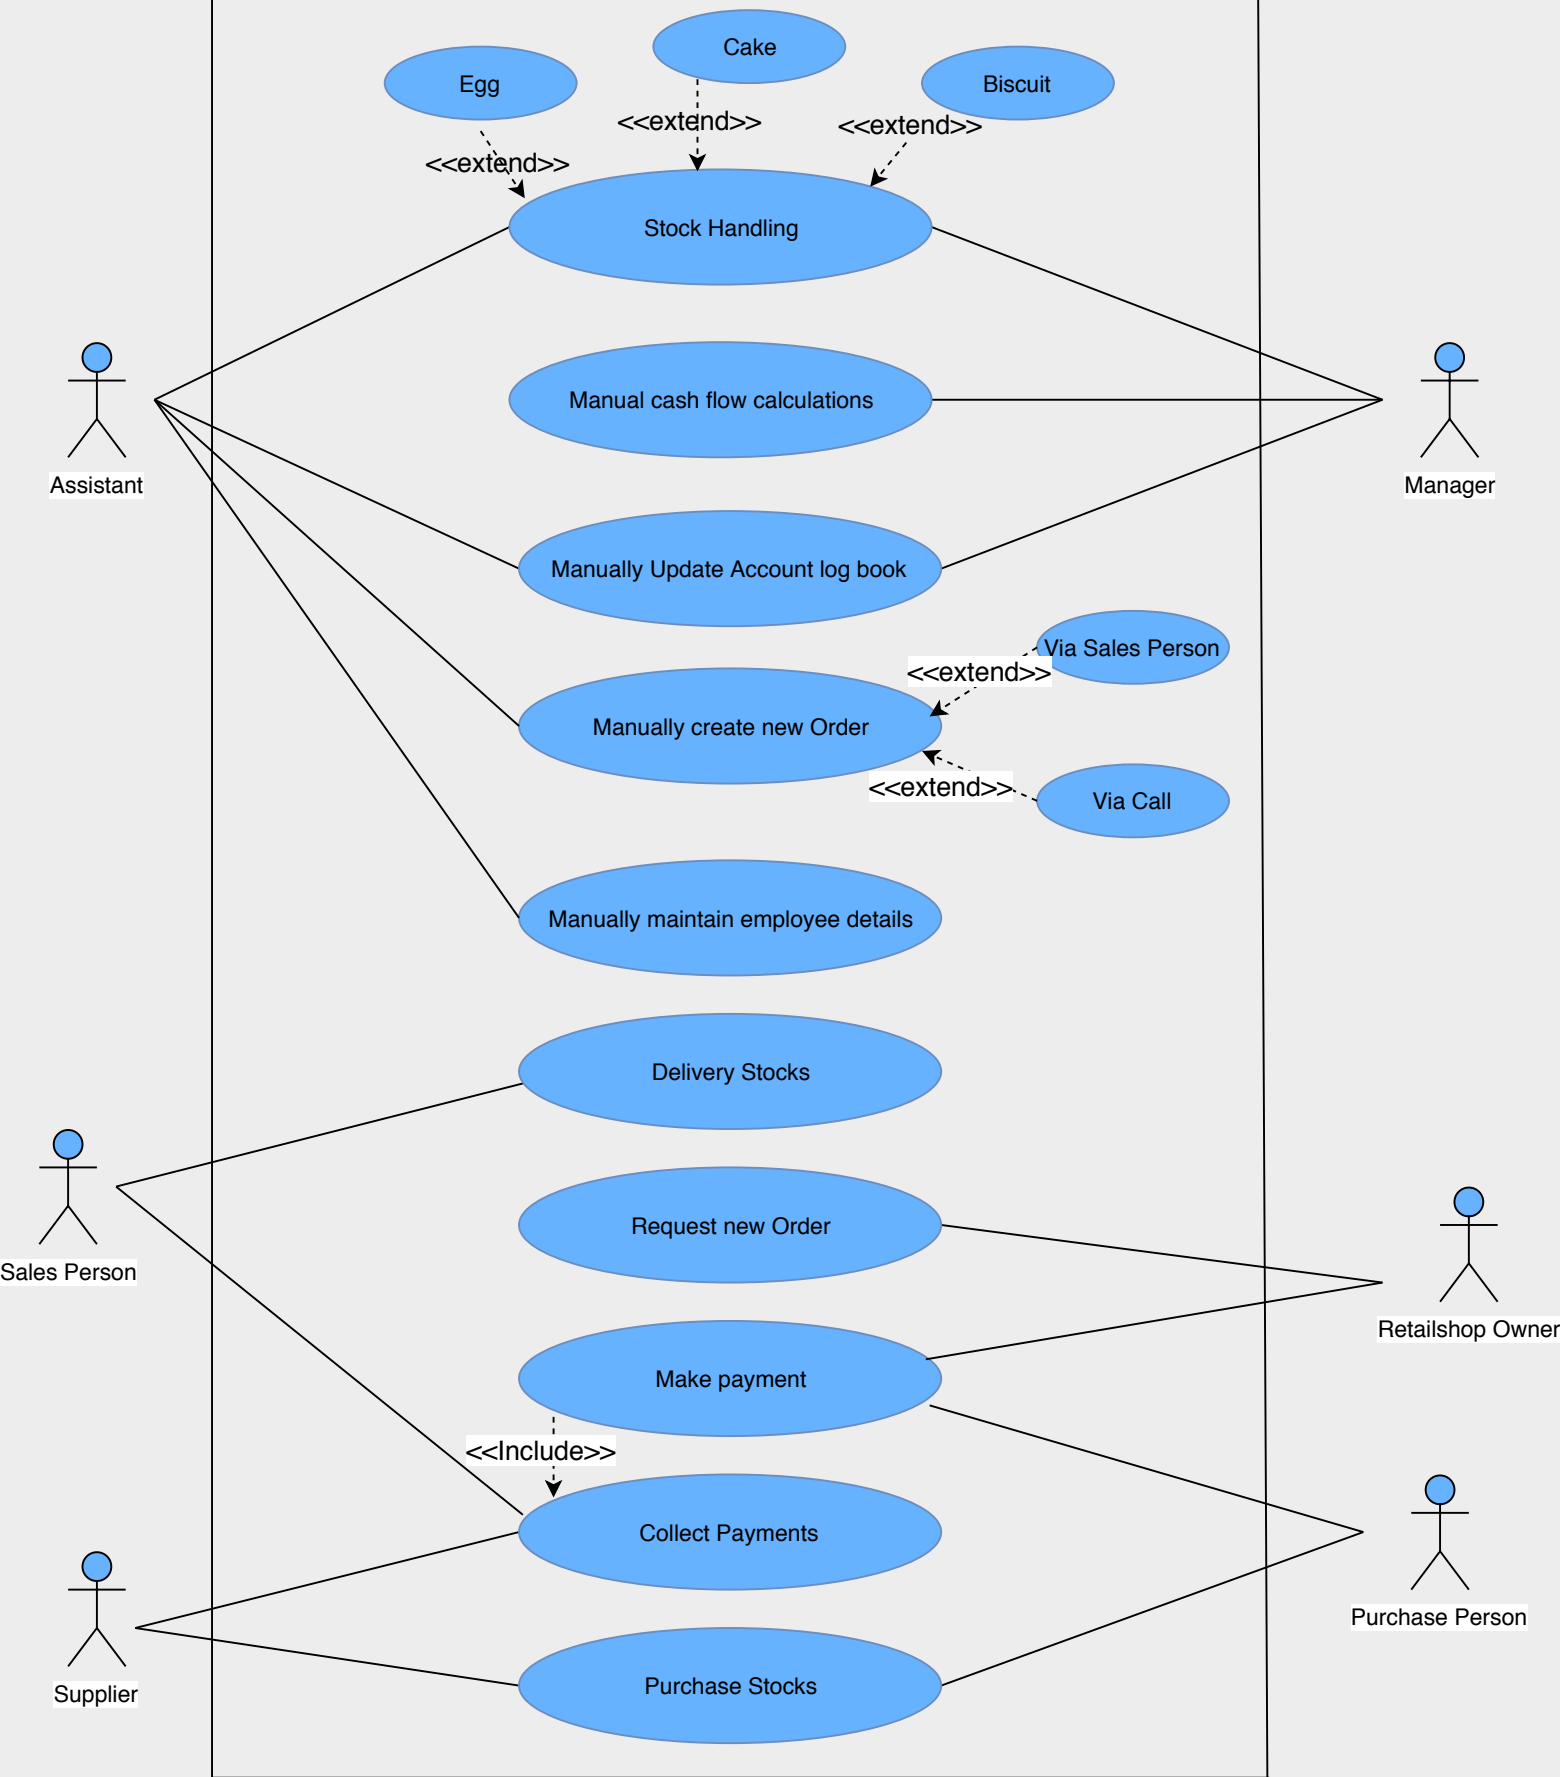 Cake
Egg
Biscuit
<<extend>>
<<extend>>
<<extend>>
Stock Handling
Manual cash flow calculations
Assistant
Manager
Manually Update Account log book
Via Sales Person
<<extend>>
Manually create new Order
<<extend>>
Via Call
Manually maintain employee details
Delivery Stocks
Request new Order
Sales Person
Retailshop Owner
Make payment
<<Include>>
Collect Payments
Purchase Person
Purchase Stocks
Supplier